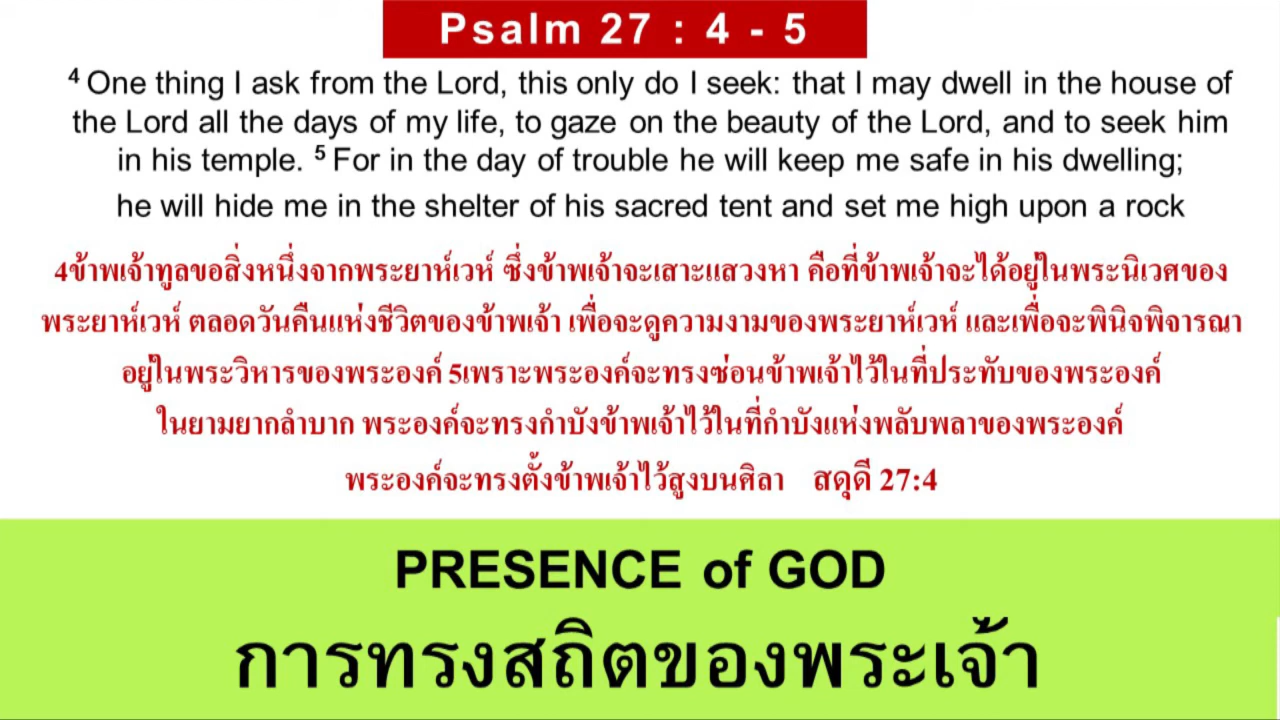 Psalm 27 : 4 - 5
4 One thing I ask from the Lord, this only do I seek: that I may dwell in the house of
the Lord all the days of my life, to gaze on the beauty of the Lord, and to seek him
in his temple. 5 For in the day of trouble he will keep me safe in his dwelling;
he will hide me in the shelter of his sacred tent and set me high upon a rock
4ข้าพเจ้าทูลขอสิ่งหนึ่งจากพระยาห์เวห์ ซึ่งข้าพเจ้าจะเสาะแสวงหา คือที่ข้าพเจ้าจะได้อยู่ในพระนิเวศของ
พระยาห์เวห์ ตลอดวันคืนแห่งชีวิตของข้าพเจ้า เพื่อจะดูความงามของพระยาห์เวห์ และเพื่อจะพินิจพิจารณา
อยู่ในพระวิหารของพระองค์ 5เพราะพระองค์จะทรงซ่อนข้าพเจ้าไว้ในที่ประทับของพระองค์
ในยามยากลำบาก พระองค์จะทรงกำบังข้าพเจ้าไว้ในที่กำบังแห่งพลับพลาของพระองค์
พระองค์จะทรงตั้งข้าพเจ้าไว้สูงบนศิลา สดุดี 27:4
PRESENCE of GOD
การทรงสถิตของพระเจ้า